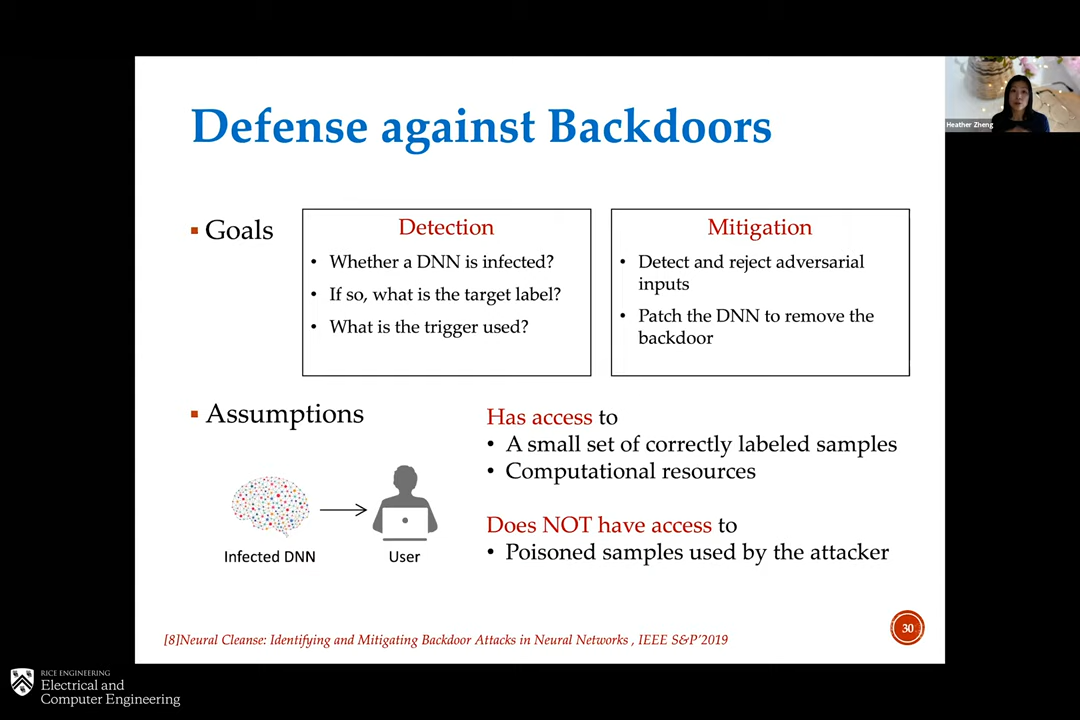 Defense against Backdoors
Heather Zheng
▪ Goals
Detection
• Whether a DNN is infected?
• If so, what is the target label?
• What is the trigger used?
Mitigation
• Detect and reject adversarial
inputs
• Patch the DNN to remove the
backdoor
▪ Assumptions
Infected DNN
User
Has access to
• A small set of correctly labeled samples
• Computational resources
Does NOT have access to
• Poisoned samples used by the attacker
[8]Neural Cleanse: Identifying and Mitigating Backdoor Attacks in Neural Networks , IEEE S&P'2019
30
RICE ENGINEERING
Electrical and
Computer Engineering